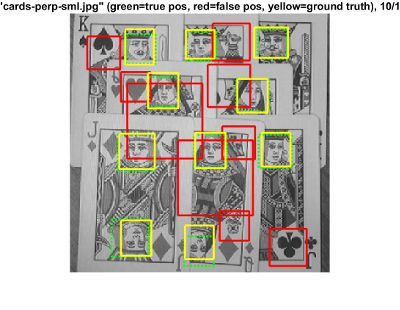 'cards-perp-sml.jpg" (green=true pos, red=false pos, yellow=ground truth), 10/1
K
J
J